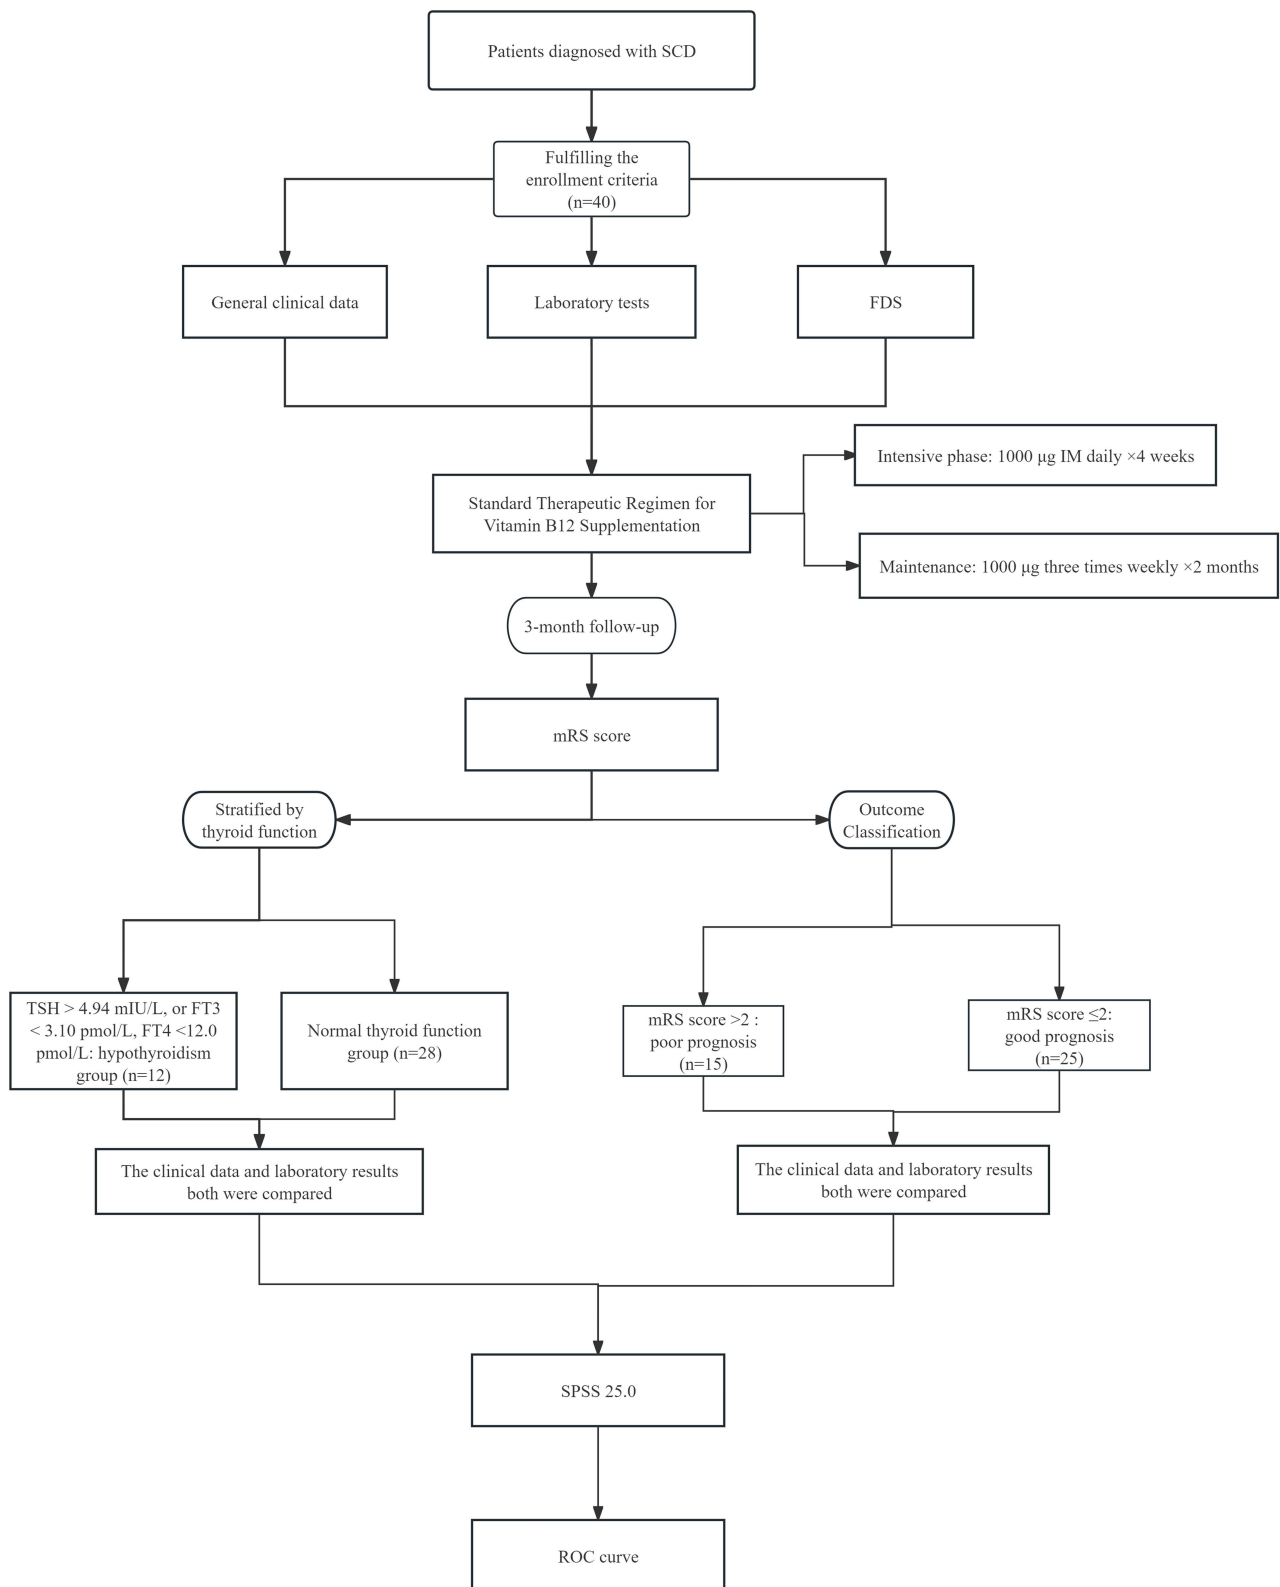 Patients diagnosed with SCD
Fulfilling the
enrollment criteria
(n=40)
General clinical data
Laboratory tests
FDS
Intensive phase: 1000 μg IM daily ×4 weeks
Standard Therapeutic Regimen for
Vitamin B12 Supplementation
Maintenance: 1000 μg three times weekly ×2 months
3-month follow-up
mRS score
Stratified by
thyroid function
Outcome
Classification
TSH > 4.94 mIU/L, or FT3
< 3.10 pmol/L, FT4 <12.0
pmol/L: hypothyroidism
group (n=12)
Normal thyroid function
group (n=28)
mRS score >2 :
poor prognosis
(n=15)
mRS score ≤2:
good prognosis
(n=25)
The clinical data and laboratory results
both were compared
The clinical data and laboratory results
both were compared
SPSS 25.0
ROC curve